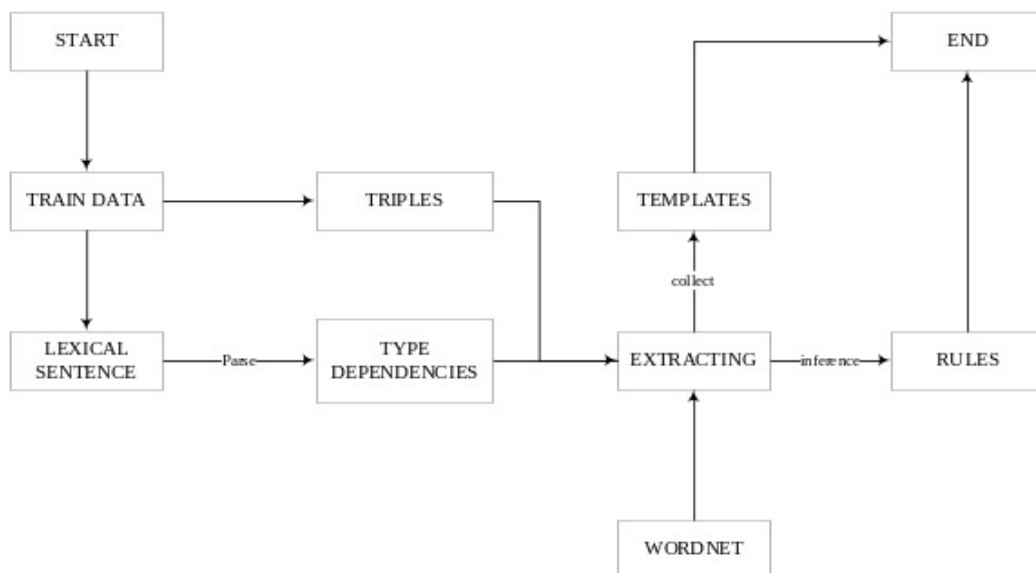 START
END
TRAIN DATA
TRIPLES
TEMPLATES
collect
LEXICAL
SENTENCE
Parse
TYPE
DEPENDENCIES
EXTRACTING
inference
RULES
WORDNET